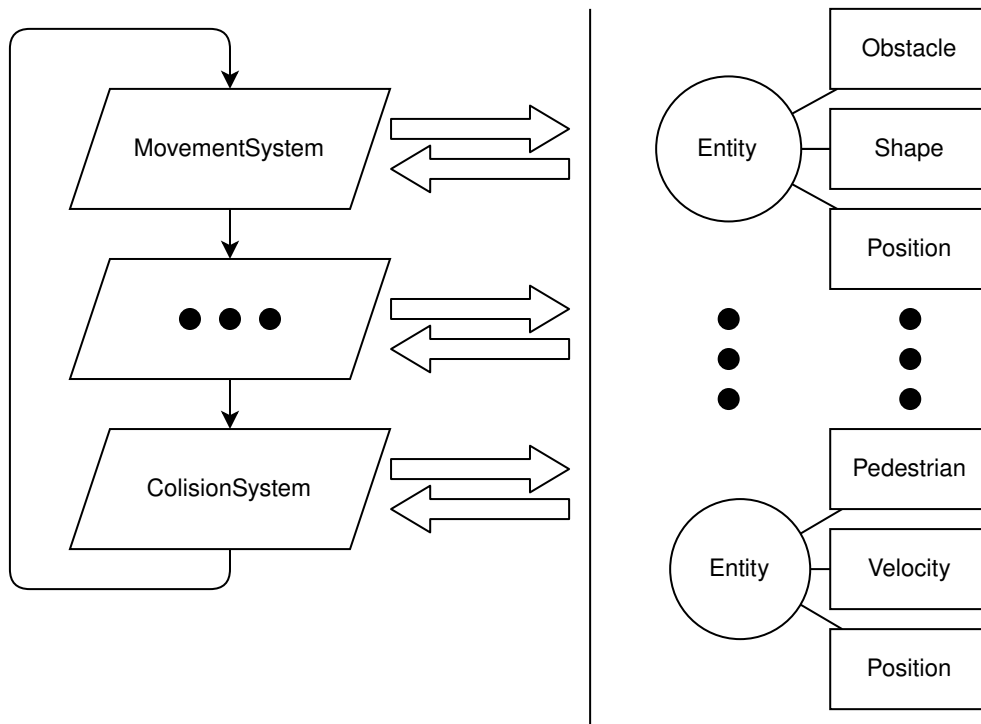 MovementSystem
ColisionSystem
Entity
Obstacle
Shape
Position
Entity
Pedestrian
Velocity
Position